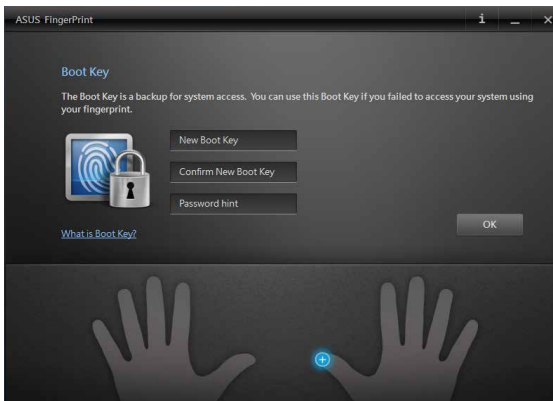 ASUS FingerPrint
Boot Key
The Boot Key is a backup for system access. You can use this Boot Key if you failed to access your system using
your fingerprint.
New Boot Key
Confirm New Boot Key
Password hint
OK
What is Boot Key?